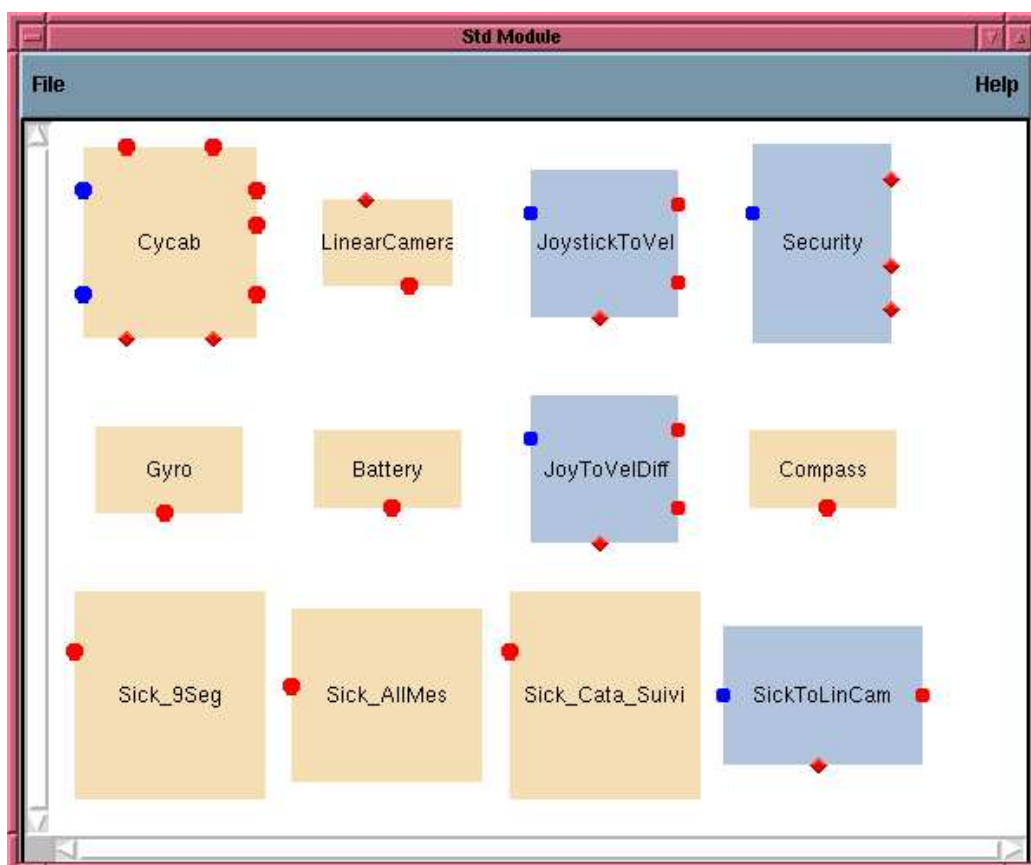 Std Module
File Help
Cycab LinearCamera JoystickToVel Security
Gyro Battery JoyToVelDiff Compass
Sick_9Seg Sick_AllMes Sick_Cata_Suivi SickToLinCam